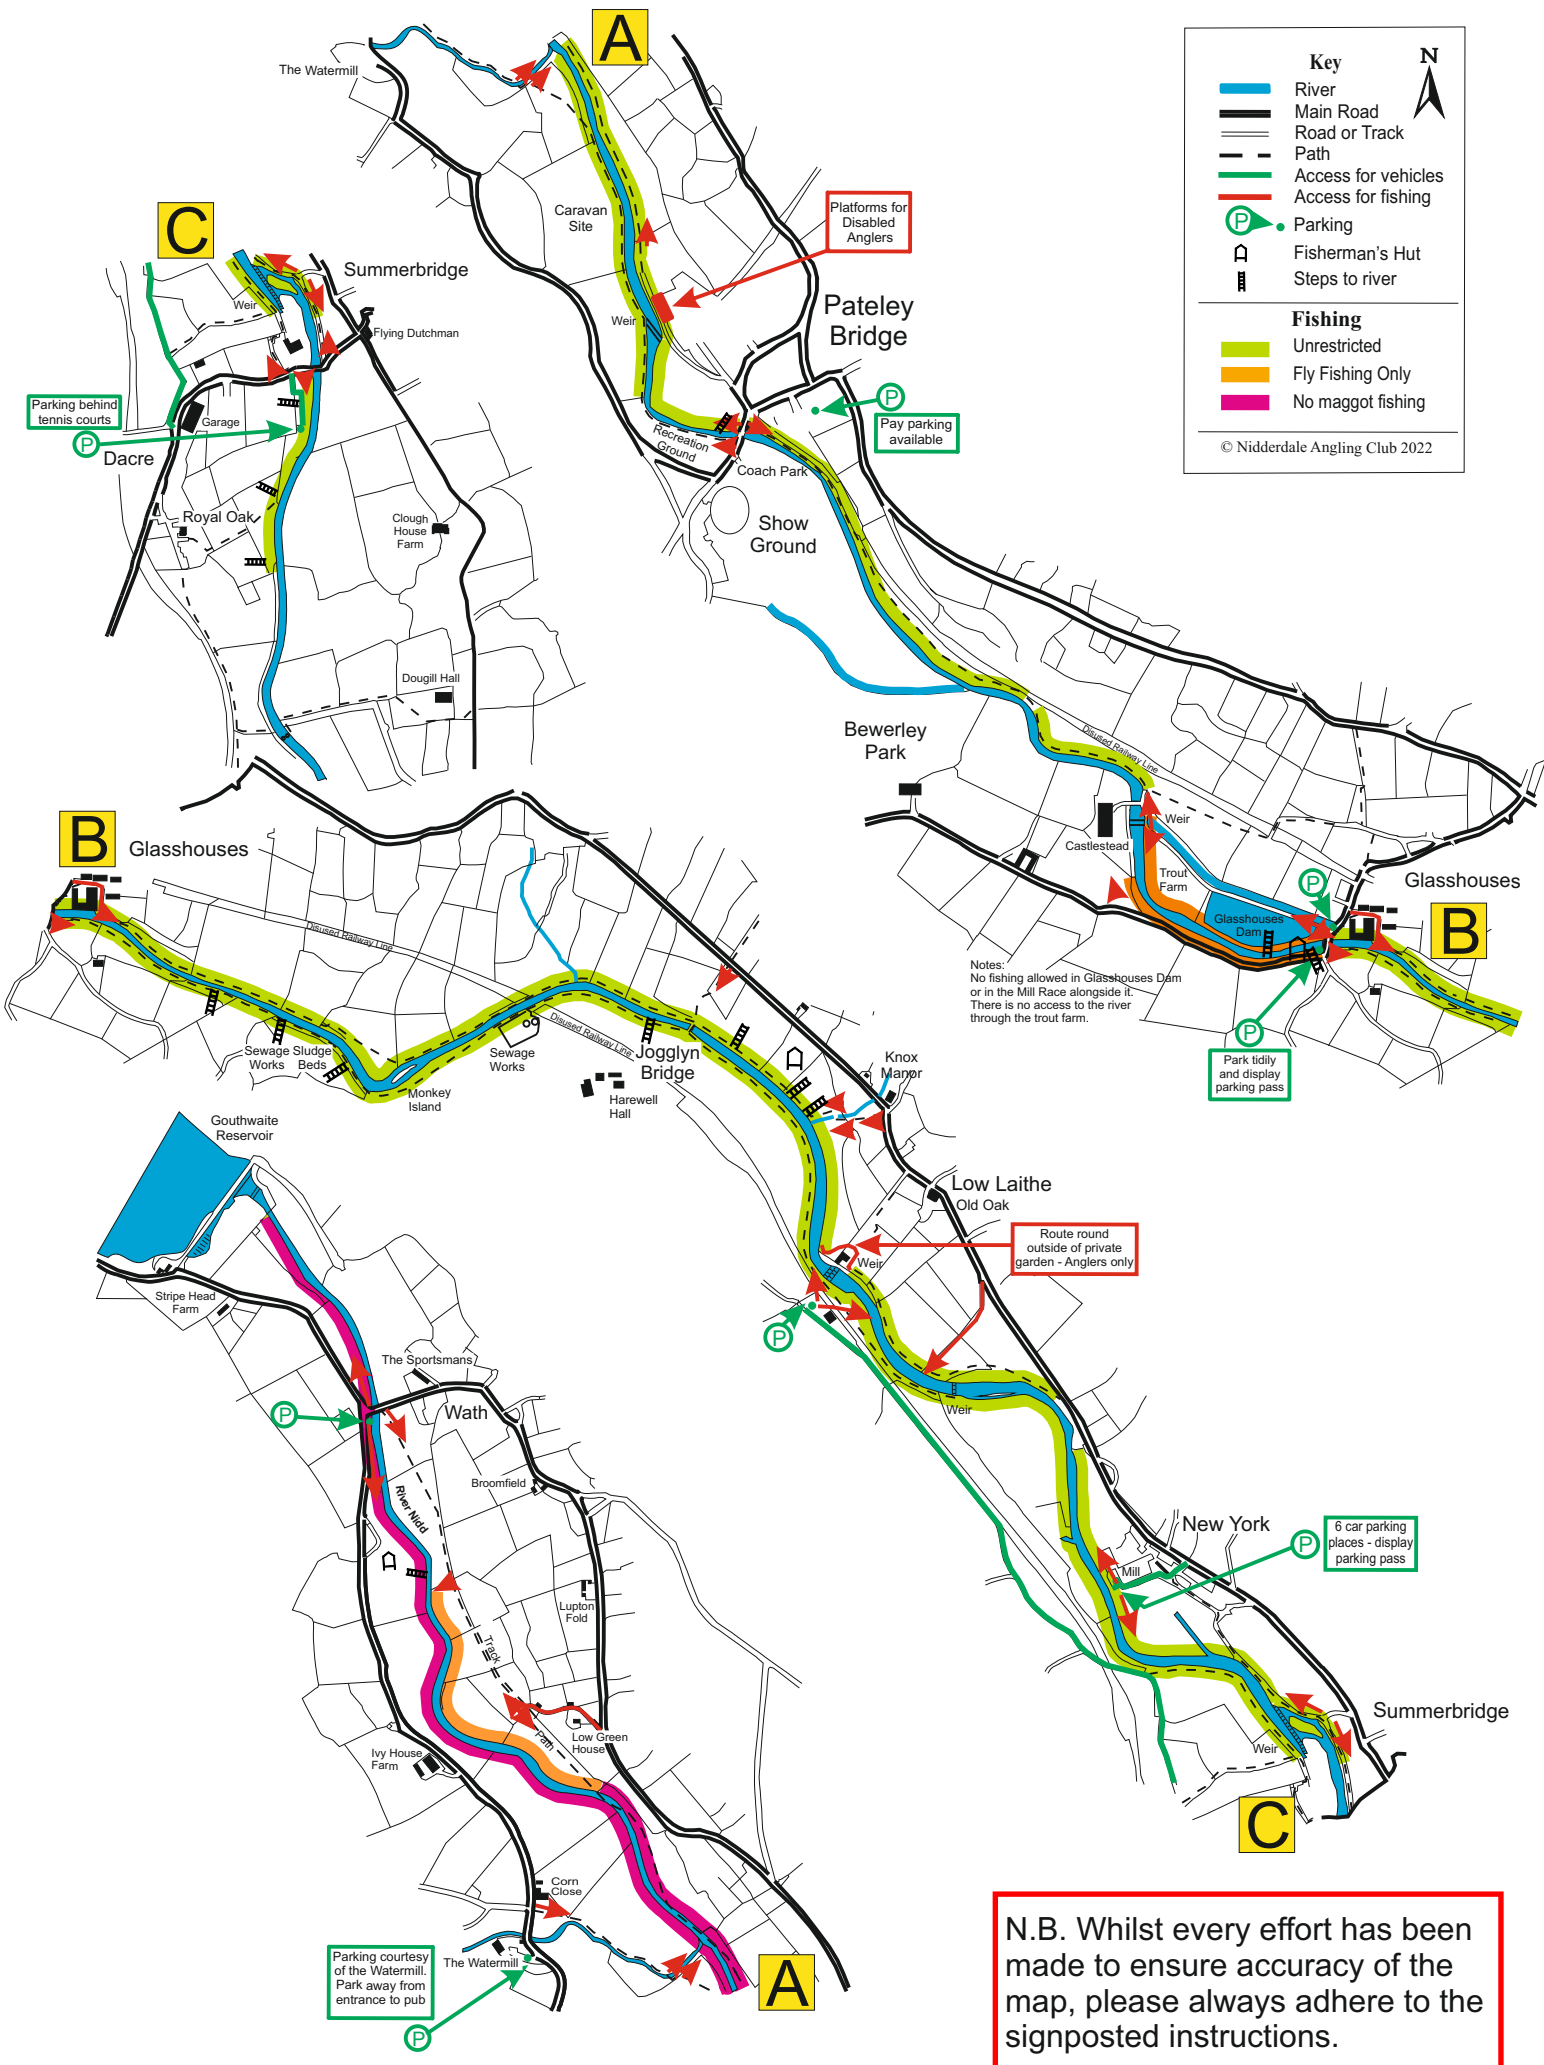 A
The Watermill
Caravan
Site
Weir
Platforms for
Disabled
Anglers
Pateley
Bridge
P
Pay parking
available
Recreation
Ground
Coach Park
Show
Ground
Bewerley
Park
Disused Railway Line
Castlestead
Weir
Trout
Farm
Glasshouses
Dam
P
Glasshouses
B
Notes:
No fishing allowed in Glasshouses Dam
or in the Mill Race alongside it.
There is no access to the river
through the trout farm.
P
Park tidily
and display
parking pass
Key
N
River
Main Road
Road or Track
Path
Access for vehicles
Access for fishing
P
Parking
Fisherman's Hut
Steps to river
Fishing
Unrestricted
Fly Fishing Only
No maggot fishing
© Nidderdale Angling Club 2022
C
Summerbridge
Weir
Flying Dutchman
Parking behind
tennis courts
P
Garage
Dacre
Royal Oak
Clough
House
Farm
Dougill Hall
B
Glasshouses
Disused Railway Line
Sewage Sludge
Works Beds
Monkey
Island
Sewage
Works
Disused Railway Line
Harewell
Hall
Jogglyn
Bridge
Knox
Manor
Low Laithe
Old Oak
Route round
outside of private
garden - Anglers only
Weir
P
Weir
New York
P
6 car parking
places - display
parking pass
Mill
Summerbridge
Weir
C
Gouthwaite
Reservoir
Stripe Head
Farm
The Sportsmans
P
Wath
Broomfield
River Nidd
Lupton
Fold
Track
Path
Low Green
House
Ivy House
Farm
Corn
Close
The Watermill
Parking courtesy
of the Watermill.
Park away from
entrance to pub
P
A
N.B. Whilst every effort has been
made to ensure accuracy of the
map, please always adhere to the
signposted instructions.